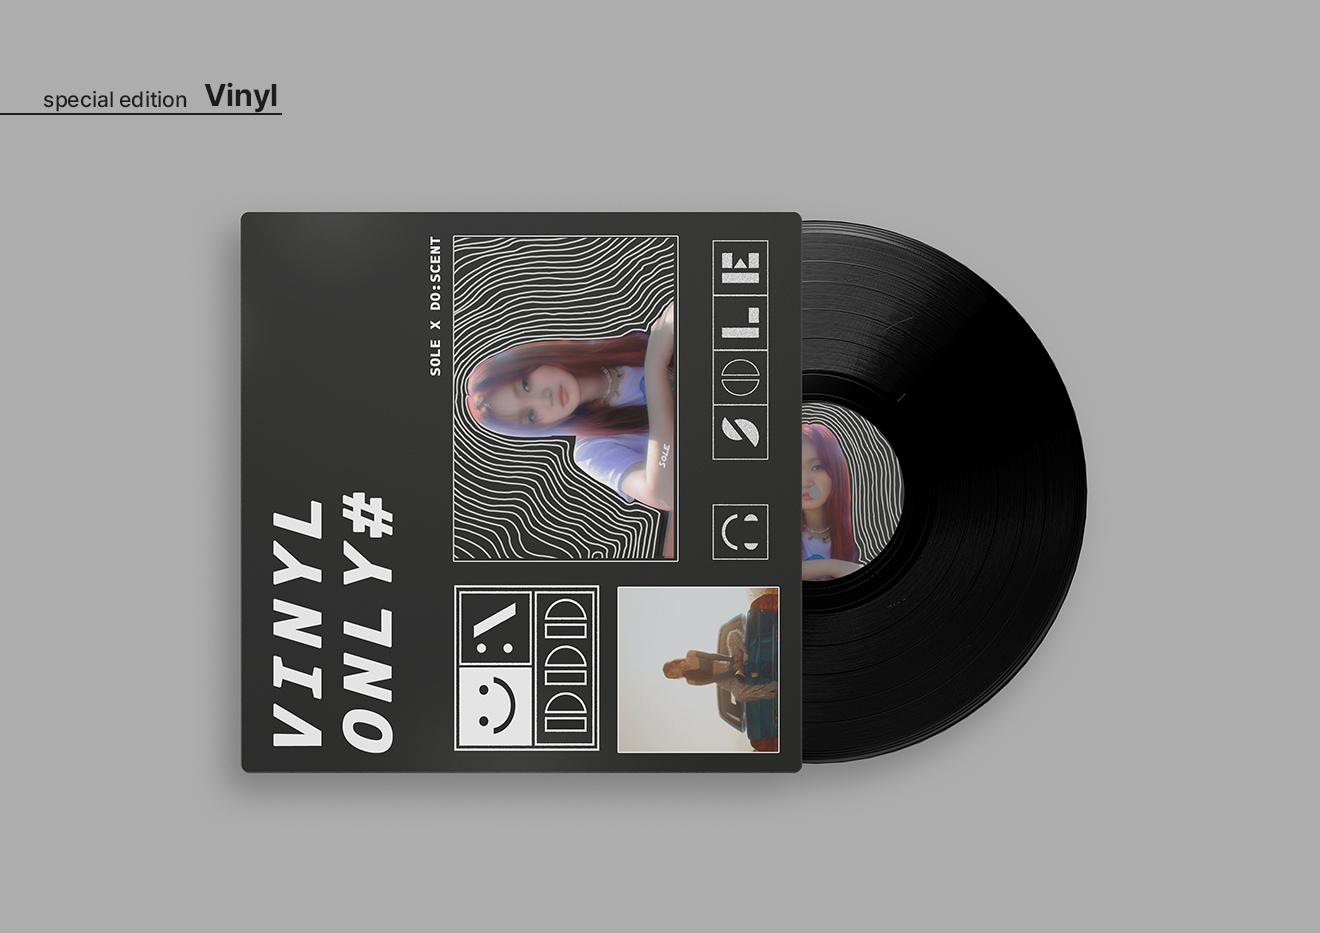 special edition Vinyl
VINYL
ONLY#
SOLE X DO:SCENT
SOLE
SOLE